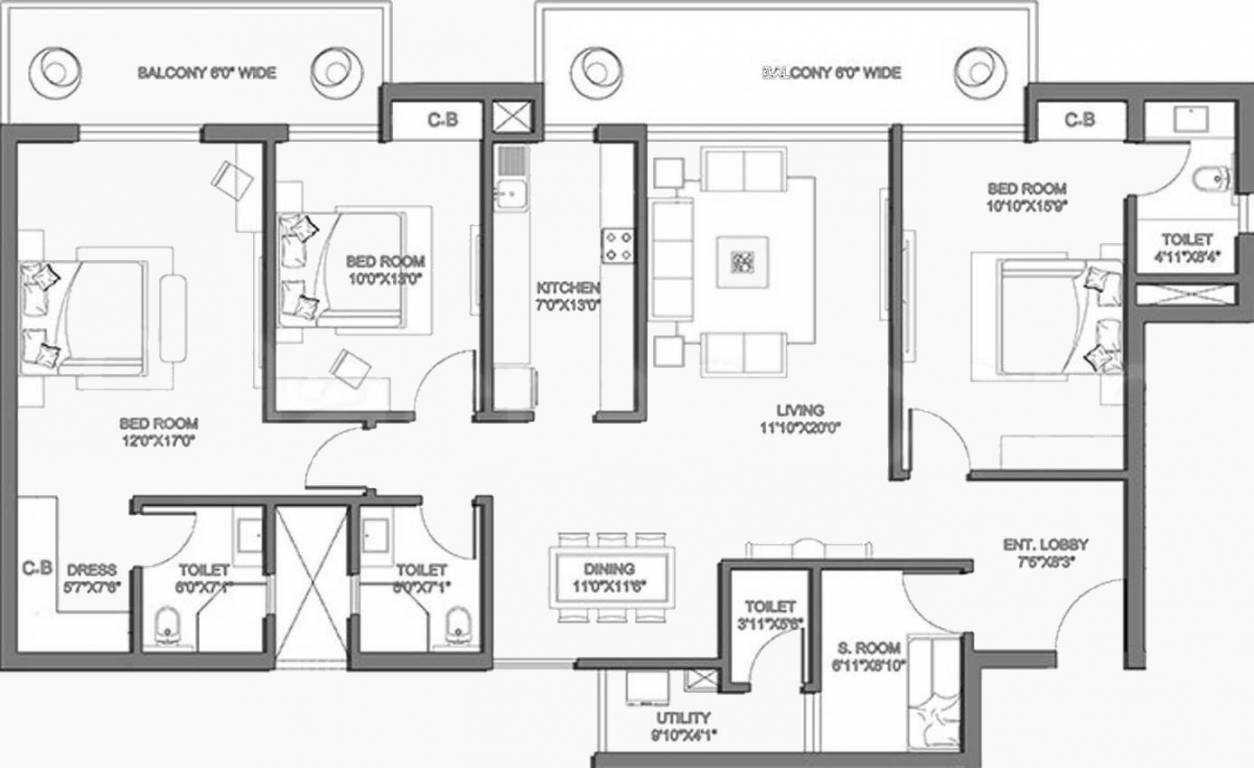 BALCONY 6'0" WIDE
BALCONY 6'0" WIDE
C.B
C.B
BED ROOM
10'10"X15'9"
TOILET
4'11"X8'4"
BED ROOM
10'0"X13'0"
KITCHEN
7'0"X13'0"
LIVING
11'10"X20'0"
BED ROOM
12'0"X17'0"
ENT. LOBBY
7'5"X8'3"
C.B
DRESS
5'7"X7'6"
TOILET
6'0"X7'1"
TOILET
6'0"X7'1"
DINING
11'0"X11'6"
TOILET
3'11"X5'6"
S. ROOM
6'11"X8'10"
UTILITY
9'10"X4'1"